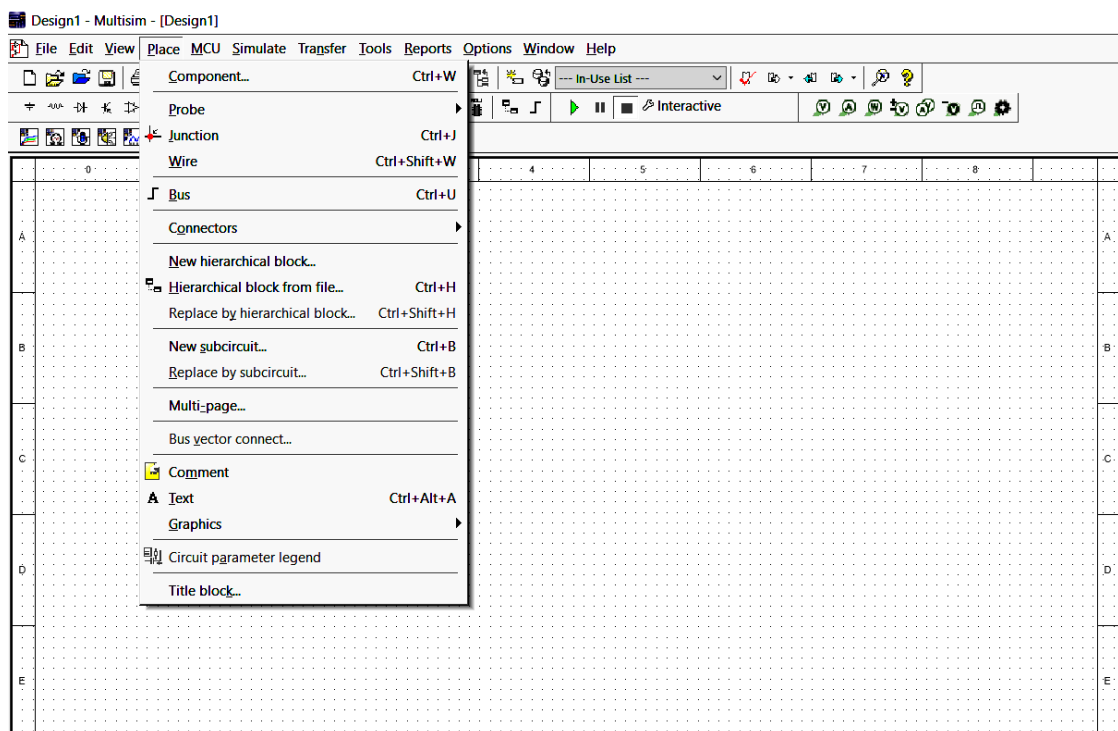 Design1 - Multisim - [Design1]
File Edit View Place MCU Simulate Transfer Tools Reports Options Window Help
Component... Ctrl+W
--- In-Use List ---
Probe
Interactive
Junction Ctrl+J
Wire Ctrl+Shift+W
0 4 5 6 7 8
Bus Ctrl+U
Connectors
A A
New hierarchical block...
Hierarchical block from file... Ctrl+H
Replace by hierarchical block... Ctrl+Shift+H
New subcircuit... Ctrl+B
B B
Replace by subcircuit... Ctrl+Shift+B
Multi-page...
Bus vector connect...
C C
Comment
A Text Ctrl+Alt+A
Graphics
Circuit parameter legend
D D
Title block...
E E